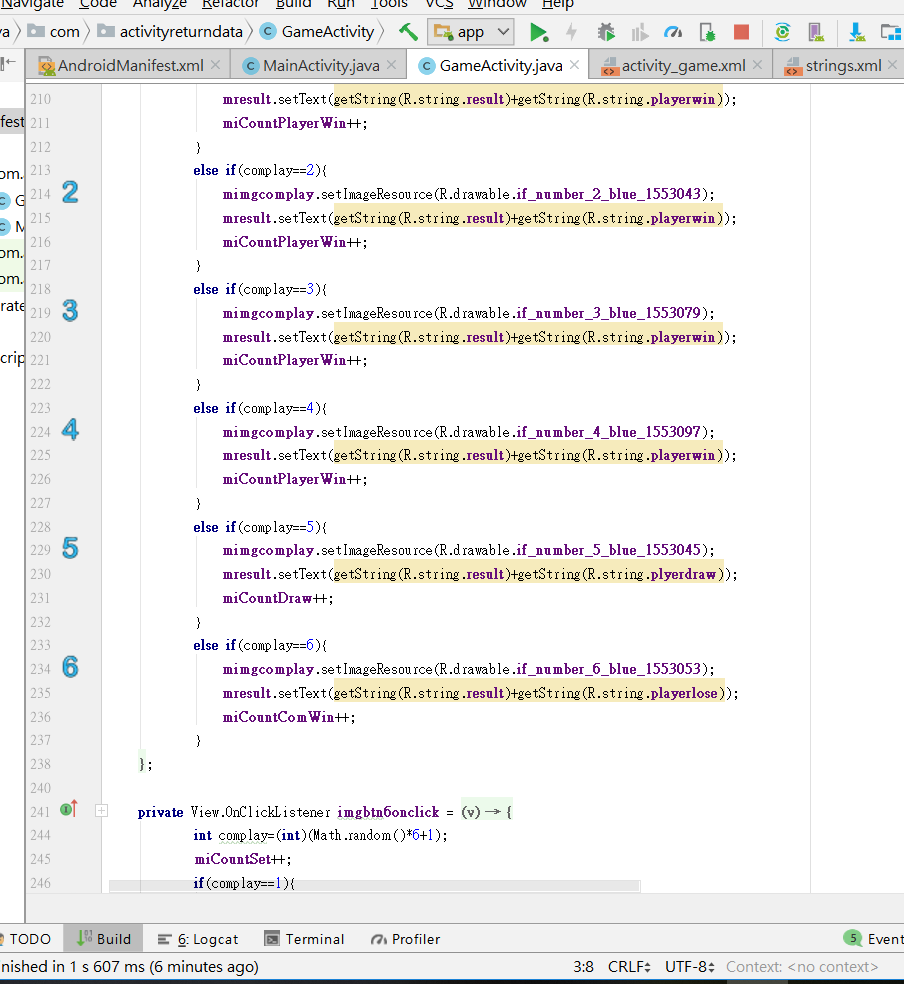 Navigate Code Analyze Refactor Build Run Tools VCS Window Help
va com activityreturndata GameActivity app
AndroidManifest.xml MainActivity.java GameActivity.java activity_game.xml strings.xml
210 mresult.setText(getString(R.string.result)+getString(R.string.playerwin));
211 miCountPlayerWin++;
212 }
213 else if(complay==2){
214 mimgcomplay.setImageResource(R.drawable.if_number_2_blue_1553043);
215 mresult.setText(getString(R.string.result)+getString(R.string.playerwin));
216 miCountPlayerWin++;
217 }
218 else if(complay==3){
219 mimgcomplay.setImageResource(R.drawable.if_number_3_blue_1553079);
220 mresult.setText(getString(R.string.result)+getString(R.string.playerwin));
221 miCountPlayerWin++;
222 }
223 else if(complay==4){
224 mimgcomplay.setImageResource(R.drawable.if_number_4_blue_1553097);
225 mresult.setText(getString(R.string.result)+getString(R.string.playerwin));
226 miCountPlayerWin++;
227 }
228 else if(complay==5){
229 mimgcomplay.setImageResource(R.drawable.if_number_5_blue_1553045);
230 mresult.setText(getString(R.string.result)+getString(R.string.plyerdraw));
231 miCountDraw++;
232 }
233 else if(complay==6){
234 mimgcomplay.setImageResource(R.drawable.if_number_6_blue_1553053);
235 mresult.setText(getString(R.string.result)+getString(R.string.playerlose));
236 miCountComWin++;
237 }
238 };
240
241 private View.OnClickListener imgbtn6onclick = (v) → {
244 int complay=(int)(Math.random()*6+1);
245 miCountSet++;
246 if(complay==1){
TODO Build 6: Logcat Terminal Profiler 5 Event
nished in 1 s 607 ms (6 minutes ago) 3:8 CRLF UTF-8 Context: <no context>